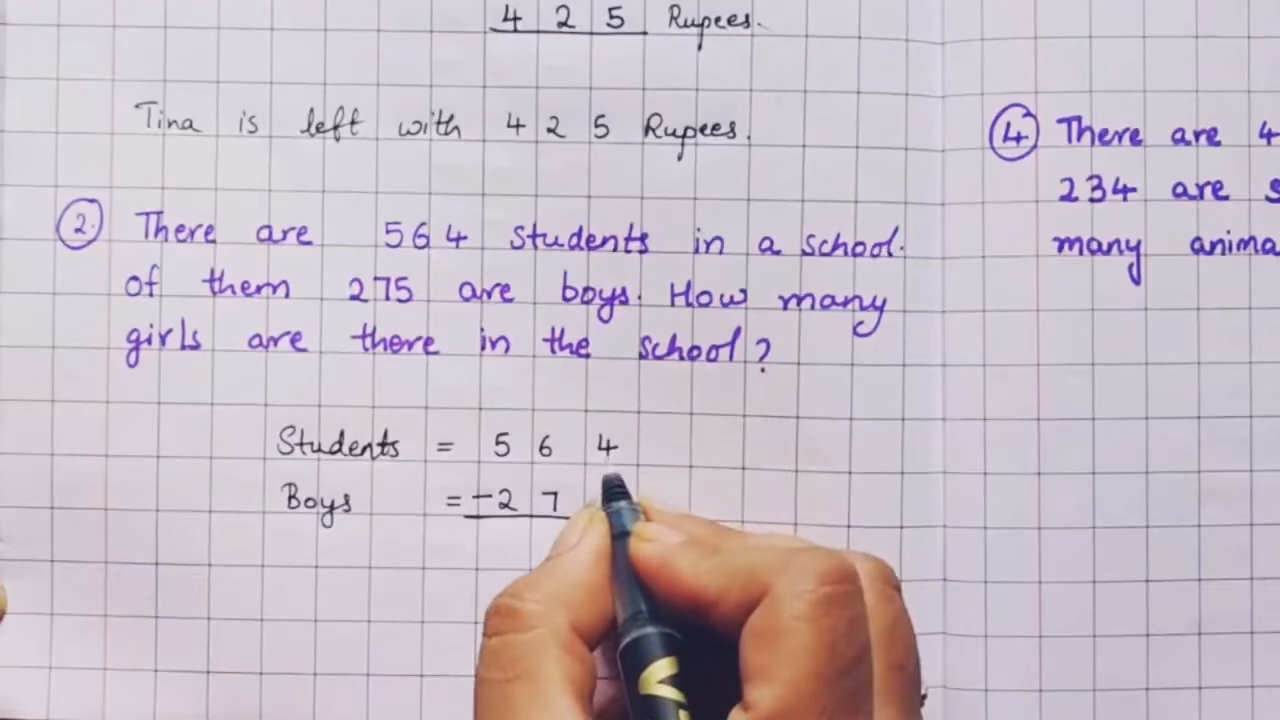 4 2 5 Rupees.
Tina is left with 4 2 5 Rupees.
2. There are 564 students in a school.
of them 275 are boys. How many
girls are there in the school?
Students = 5 6 4
Boys = - 2 7
4 There are 4
234 are s
many anima